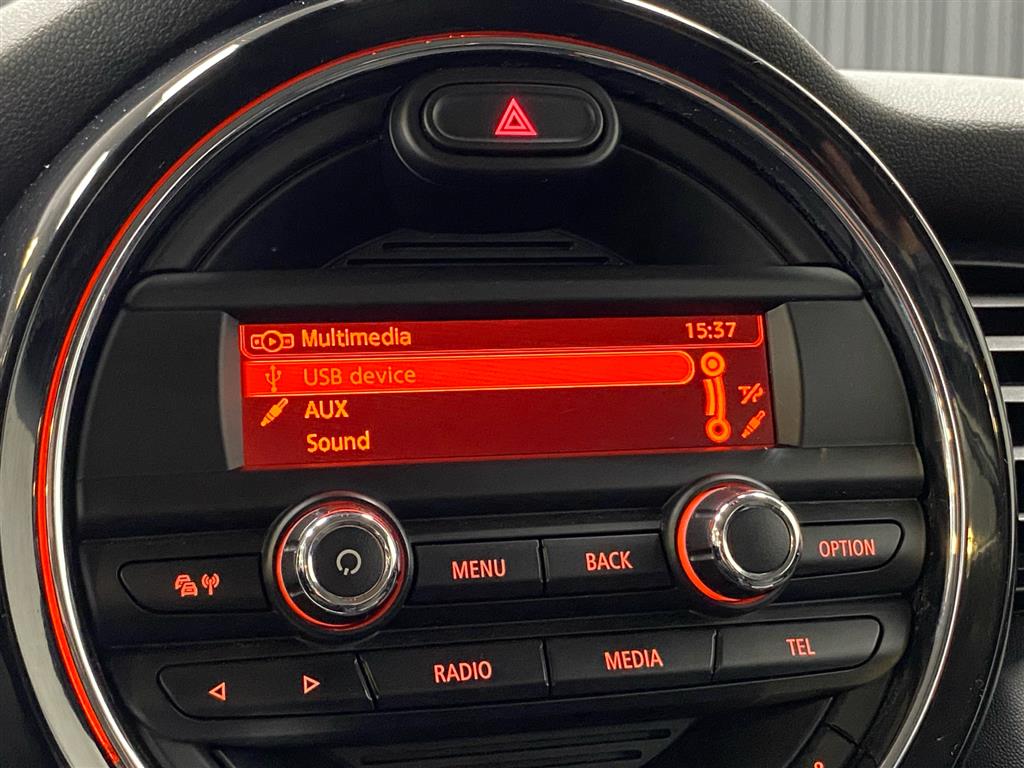 Multimedia 15:37
USB device
AUX
Sound
MENU BACK OPTION
RADIO MEDIA TEL